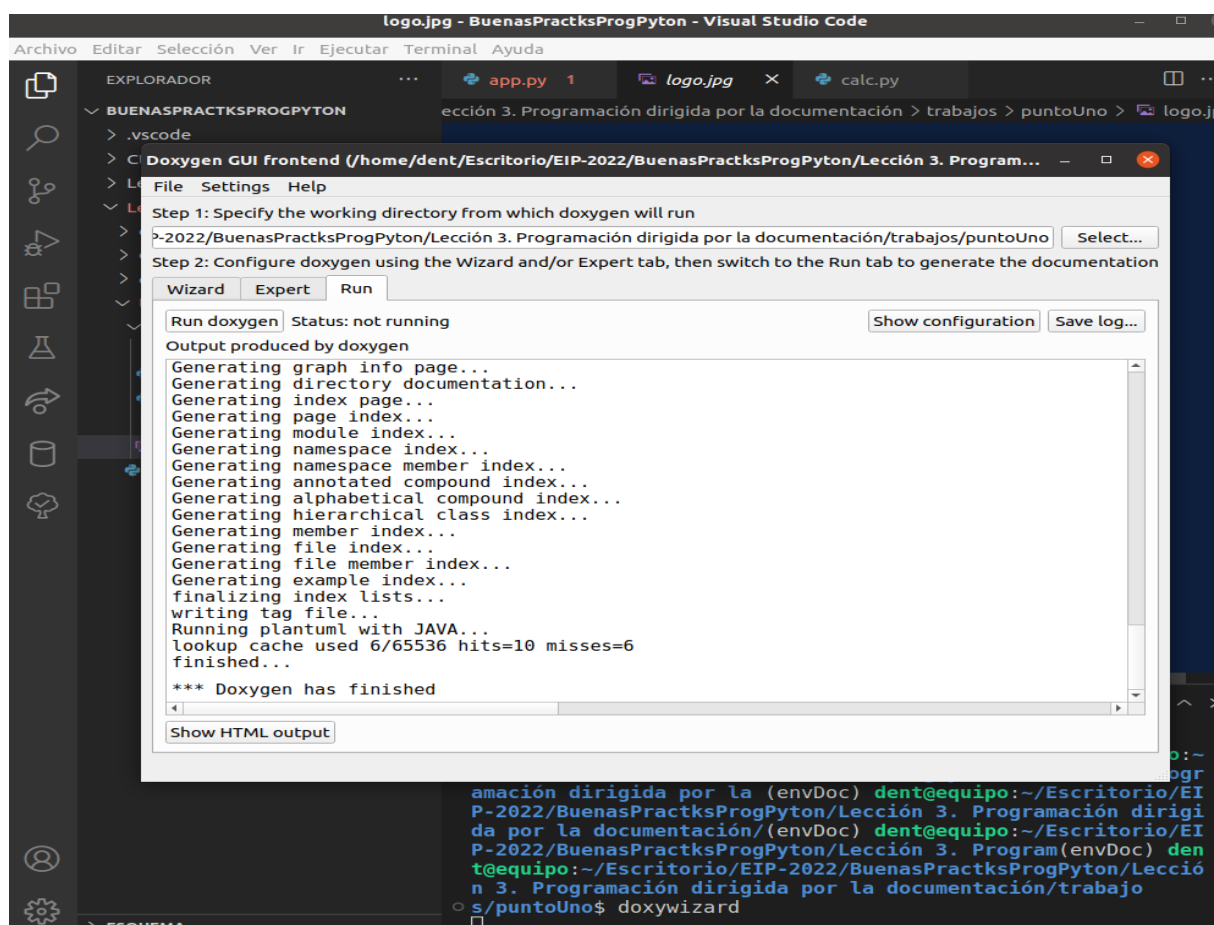 logo.jpg - BuenasPractksProgPyton - Visual Studio Code
Archivo Editar Selección Ver Ir Ejecutar Terminal Ayuda
EXPLORADOR
app.py 1 logo.jpg calc.py
BUENASPRACTKSPROGPYTON
ección 3. Programación dirigida por la documentación > trabajos > puntoUno > logo.j
> .vscode
Doxygen GUI frontend (/home/dent/Escritorio/EIP-2022/BuenasPractksProgPyton/Lección 3. Program...
File Settings Help
Step 1: Specify the working directory from which doxygen will run
P-2022/BuenasPractksProgPyton/Lección 3. Programación dirigida por la documentación/trabajos/puntoUno Select...
Step 2: Configure doxygen using the Wizard and/or Expert tab, then switch to the Run tab to generate the documentation
Wizard Expert Run
Run doxygen Status: not running Show configuration Save log...
Output produced by doxygen
Generating graph info page...
Generating directory documentation...
Generating index page...
Generating page index...
Generating module index...
Generating namespace index...
Generating namespace member index...
Generating annotated compound index...
Generating alphabetical compound index...
Generating hierarchical class index...
Generating member index...
Generating file index...
Generating file member index...
Generating example index...
finalizing index lists...
writing tag file...
Running plantuml with JAVA...
lookup cache used 6/65536 hits=10 misses=6
finished...
*** Doxygen has finished
Show HTML output
o:~
ogr
amación dirigida por la (envDoc) dent@equipo:~/Escritorio/EI
P-2022/BuenasPractksProgPyton/Lección 3. Programación dirigi
da por la documentación/(envDoc) dent@equipo:~/Escritorio/EI
P-2022/BuenasPractksProgPyton/Lección 3. Program(envDoc) den
t@equipo:~/Escritorio/EIP-2022/BuenasPractksProgPyton/Lecció
n 3. Programación dirigida por la documentación/trabajo
s/puntoUno$ doxywizard